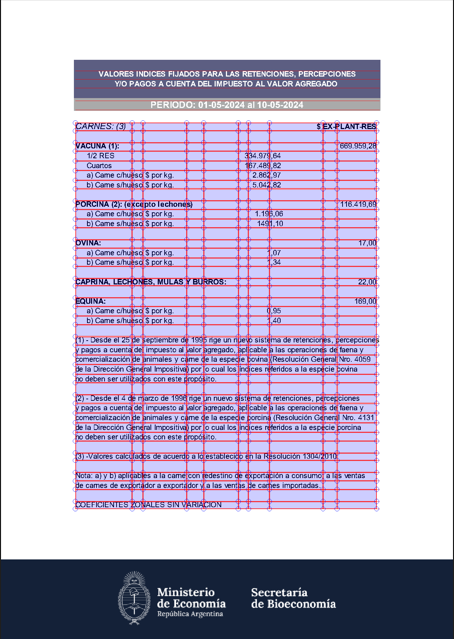 VALORES INDICES FIJADOS PARA LAS RETENCIONES, PERCEPCIONES
Y/O PAGOS A CUENTA DEL IMPUESTO AL VALOR AGREGADO
PERIODO: 01-05-2024 al 10-05-2024
CARNES: (3) $ EX-PLANT-RES
VACUNA (1): 669.959,28
1/2 RES 334.979,64
Cuartos 167.489,82
a) Carne c/hueso $ por kg. 2.862,97
b) Carne s/hueso $ por kg. 5.042,82
PORCINA (2): (excepto lechones) 116.419,69
a) Carne c/hueso $ por kg. 1.195,06
b) Carne s/hueso $ por kg. 1491,10
OVINA: 17,00
a) Carne c/hueso $ por kg. 1,07
b) Carne s/hueso $ por kg. 1,34
CAPRINA, LECHONES, MULAS Y BURROS: 22,00
EQUINA: 169,00
a) Carne c/hueso $ por kg. 0,95
b) Carne s/hueso $ por kg. 1,40
(1) - Desde el 25 de septiembre de 1995 rige un nuevo sistema de retenciones, percepciones
y pagos a cuenta del impuesto al valor agregado, aplicable a las operaciones de faena y
comercialización de animales y carne de la especie bovina (Resolución General Nro. 4059
de la Dirección General Impositiva) por lo cual los índices referidos a la especie bovina
no deben ser utilizados con este propósito.
(2) - Desde el 4 de marzo de 1996 rige un nuevo sistema de retenciones, percepciones
y pagos a cuenta del impuesto al valor agregado, aplicable a las operaciones de faena y
comercialización de animales y carne de la especie porcina (Resolución General Nro. 4131
de la Dirección General Impositiva) por lo cual los índices referidos a la especie porcina
no deben ser utilizados con este propósito.
(3) -Valores calculados de acuerdo a lo establecido en la Resolución 1304/2010
Nota: a) y b) aplicables a la carne con redestino de exportación a consumo; a las ventas
de carnes de exportador a exportador y a las ventas de carnes importadas.
COEFICIENTES ZONALES SIN VARIACION
Ministerio
de Economía
República Argentina
Secretaría
de Bioeconomía